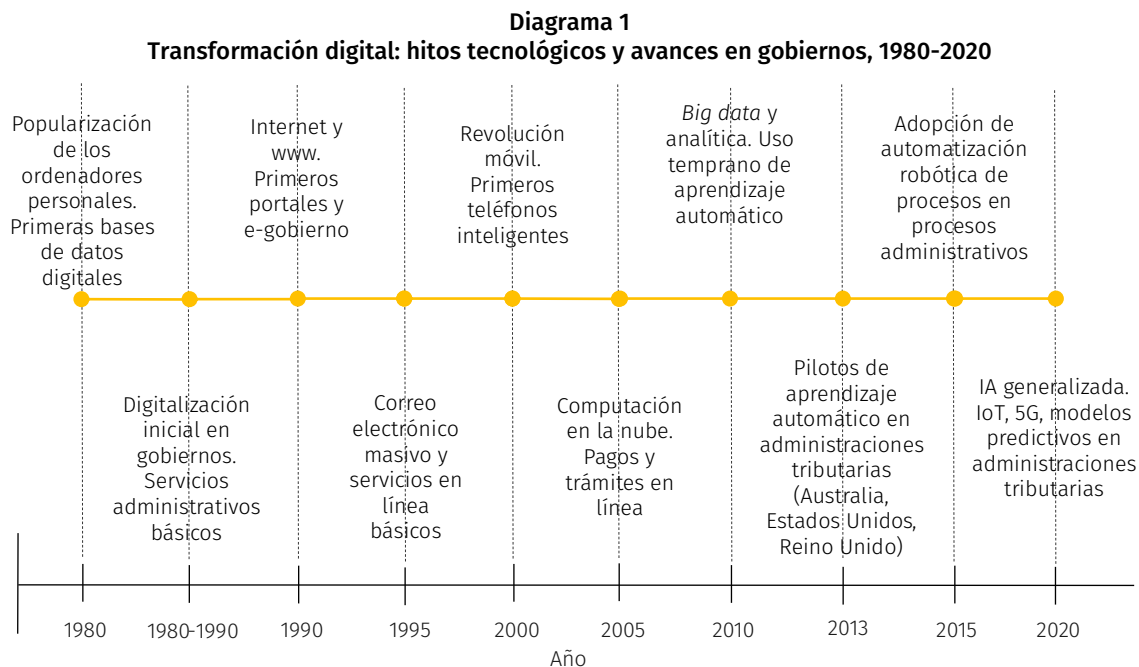 Diagrama 1
Transformación digital: hitos tecnológicos y avances en gobiernos, 1980-2020
Popularización
de los
ordenadores
personales.
Primeras bases
de datos
digitales
Internet y
www.
Primeros
portales y
e-gobierno
Revolución
móvil.
Primeros
teléfonos
inteligentes
Big data y
analítica. Uso
temprano de
aprendizaje
automático
Adopción de
automatización
robótica de
procesos en
procesos
administrativos
Digitalización
inicial en
gobiernos.
Servicios
administrativos
básicos
Correo
electrónico
masivo y
servicios en
línea
básicos
Computación
en la nube.
Pagos y
trámites en
línea
Pilotos de
aprendizaje
automático en
administraciones
tributarias
(Australia,
Estados Unidos,
Reino Unido)
IA generalizada.
IoT, 5G, modelos
predictivos en
administraciones
tributarias
1980 1980-1990 1990 1995 2000 2005 2010 2013 2015 2020
Año